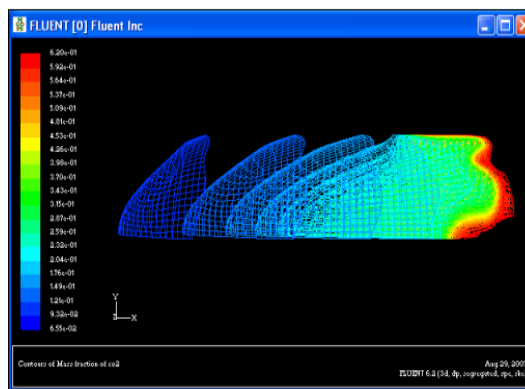 FLUENT [0] Fluent Inc
6.20e-01
5.92e-01
5.64e-01
5.37e-01
5.09e-01
4.81e-01
4.53e-01
4.26e-01
3.98e-01
3.70e-01
3.43e-01
3.15e-01
2.87e-01
2.59e-01
2.32e-01
2.04e-01
1.76e-01
1.49e-01
1.21e-01
9.32e-02
6.55e-02
Y
Z
X
Contours of Mass fraction of co2
Aug 29, 200
FLUENT 6.2 (3d, dp, segregated, spe, ske